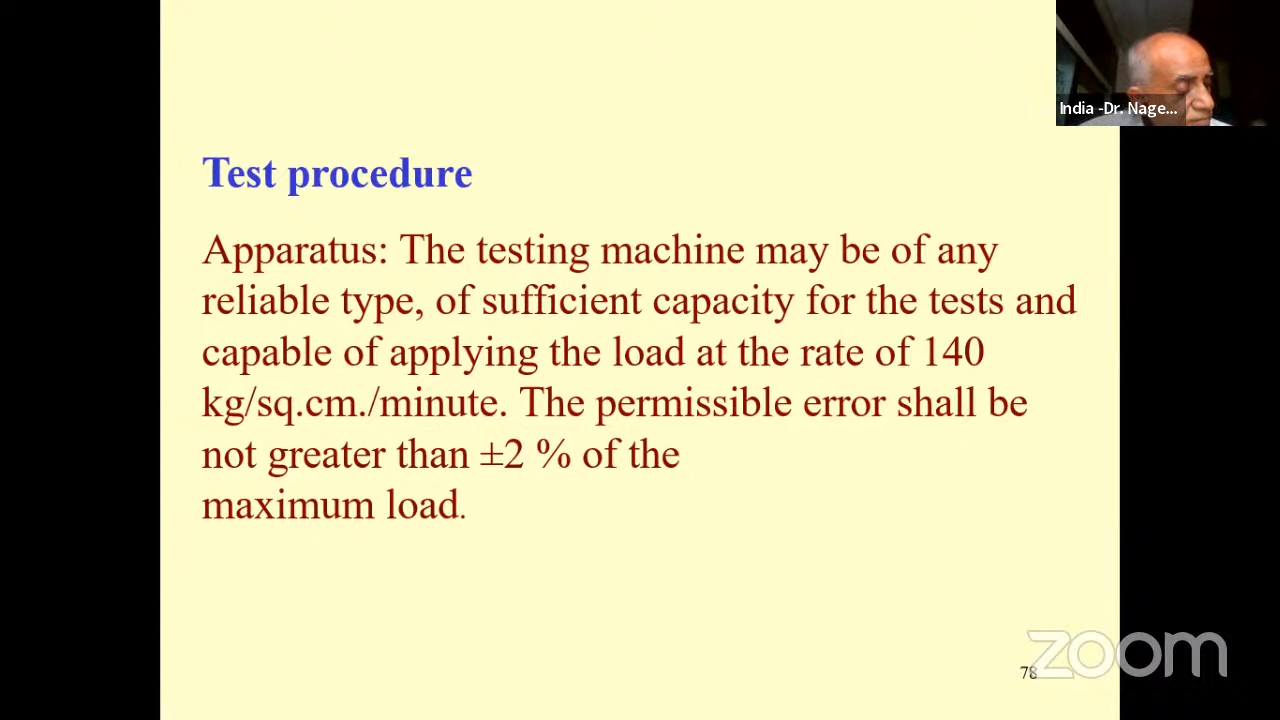 India -Dr. Nage...
Test procedure
Apparatus: The testing machine may be of any
reliable type, of sufficient capacity for the tests and
capable of applying the load at the rate of 140
kg/sq.cm./minute. The permissible error shall be
not greater than ±2 % of the
maximum load.
78
zoom